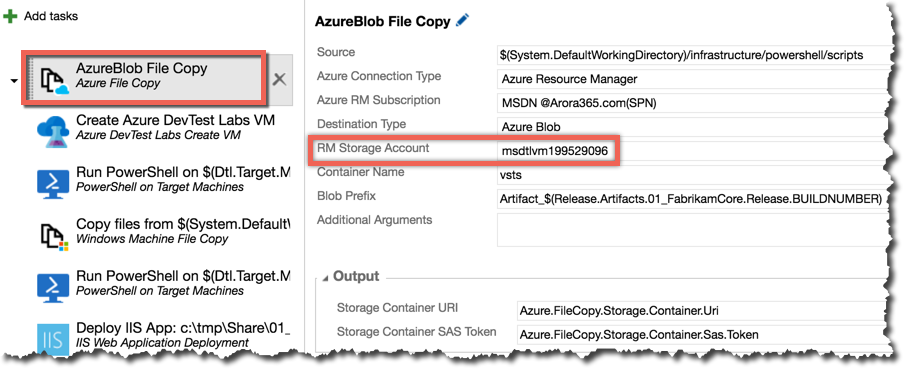 Add tasks
AzureBlob File Copy
Azure File Copy
Create Azure DevTest Labs VM
Azure DevTest Labs Create VM
Run PowerShell on $(Dtl.Target.M
PowerShell on Target Machines
Copy files from $(System.Default\
Windows Machine File Copy
Run PowerShell on $(Dtl.Target.M
PowerShell on Target Machines
Deploy IIS App: c:\tmp\Share\01_
IIS
IIS Web Application Deployment
AzureBlob File Copy
Source $(System.DefaultWorkingDirectory)/infrastructure/powershell/scripts
Azure Connection Type Azure Resource Manager
Azure RM Subscription MSDN @Arora365.com(SPN)
Destination Type Azure Blob
RM Storage Account msdtlvm199529096
Container Name vsts
Blob Prefix Artifact_$(Release.Artifacts.01_FabrikamCore.Release.BUILDNUMBER)
Additional Arguments
Output
Storage Container URI Azure.FileCopy.Storage.Container.Uri
Storage Container SAS Token Azure.FileCopy.Storage.Container.Sas.Token